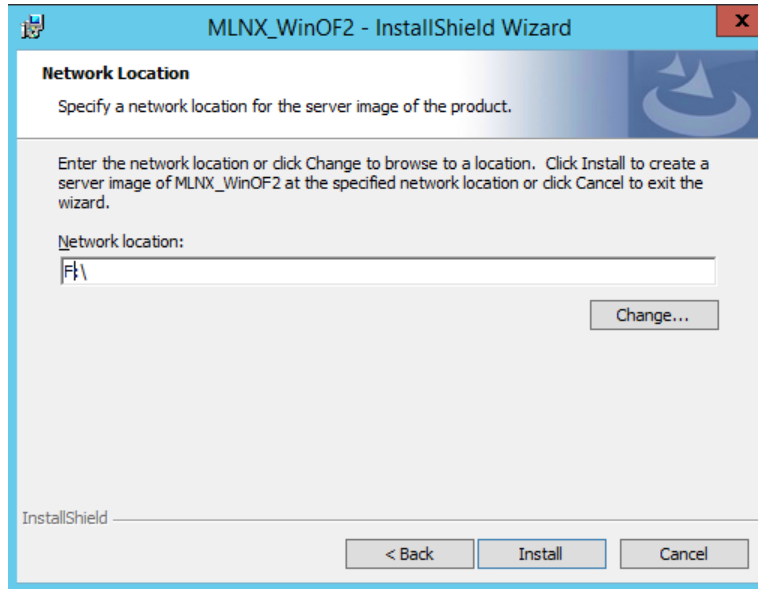 MLNX_WinOF2 - InstallShield Wizard
x
Network Location
Specify a network location for the server image of the product.
Enter the network location or click Change to browse to a location.  Click Install to create a
server image of MLNX_WinOF2 at the specified network location or click Cancel to exit the
wizard.
Network location:
F:\
Change...
InstallShield
< Back
Install
Cancel